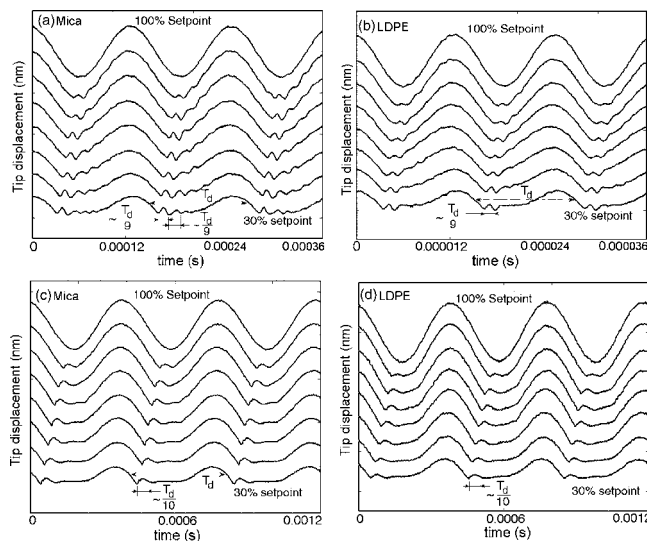 (a) Mica
100% Setpoint
Tip displacement (nm)
T_d
~ T_d/9
T_d/9
30% setpoint
0 0.00012 0.00024 0.00036
time (s)
(b) LDPE
100% Setpoint
Tip displacement (nm)
T_d
~ T_d/9
30% setpoint
0 0.000012 0.000024 0.000036
time (s)
(c) Mica
100% Setpoint
Tip displacement (nm)
T_d
~ T_d/10
30% setpoint
0 0.0006 0.0012
time (s)
(d) LDPE
100% Setpoint
Tip displacement (nm)
~ T_d/10
30% setpoint
0 0.0006 0.0012
time (s)